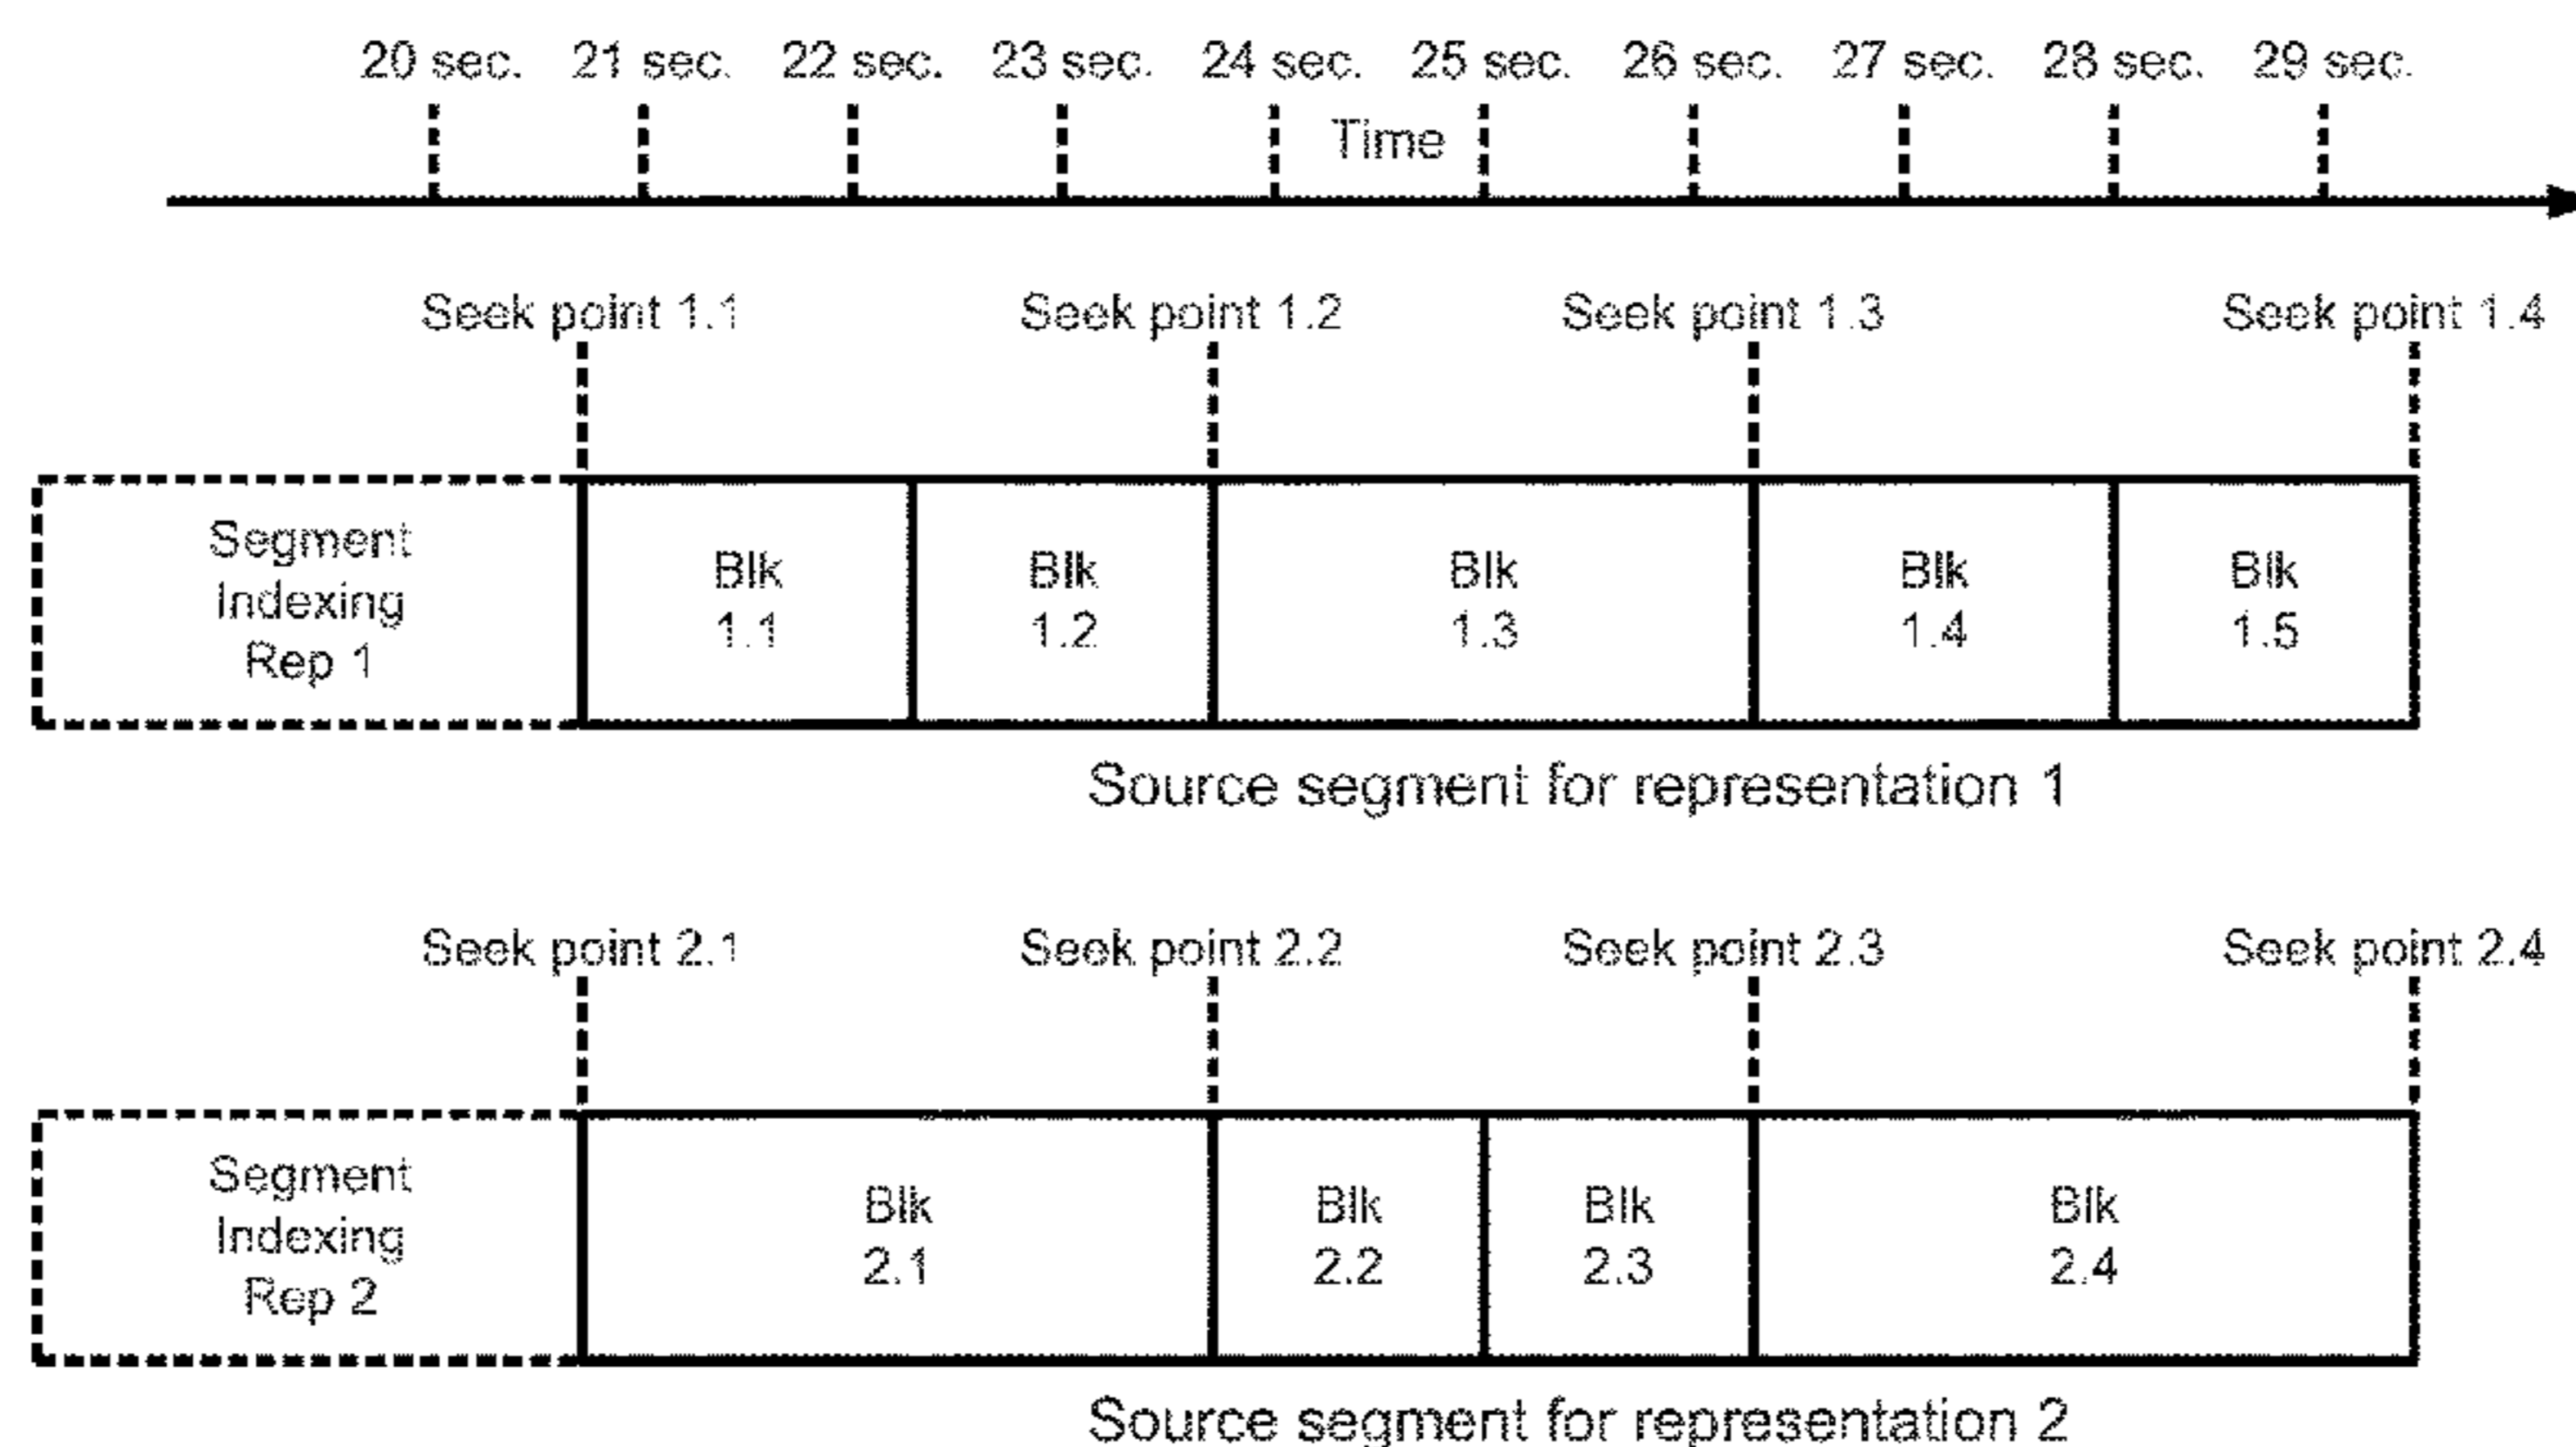 20 sec. 21 sec. 22 sec. 23 sec. 24 sec. 25 sec. 26 sec. 27 sec. 28 sec. 29 sec.
Time
Seek point 1.1 Seek point 1.2 Seek point 1.3 Seek point 1.4
Segment
Indexing
Rep 1
Blk
1.1
Blk
1.2
Blk
1.3
Blk
1.4
Blk
1.5
Source segment for representation 1
Seek point 2.1 Seek point 2.2 Seek point 2.3 Seek point 2.4
Segment
Indexing
Rep 2
Blk
2.1
Blk
2.2
Blk
2.3
Blk
2.4
Source segment for representation 2